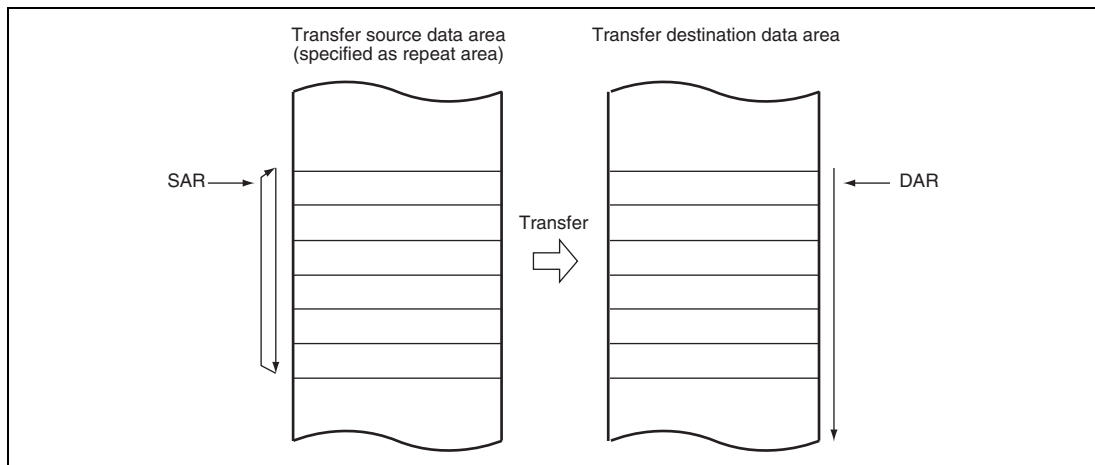 Transfer source data area
(specified as repeat area)
Transfer destination data area
SAR
Transfer
DAR